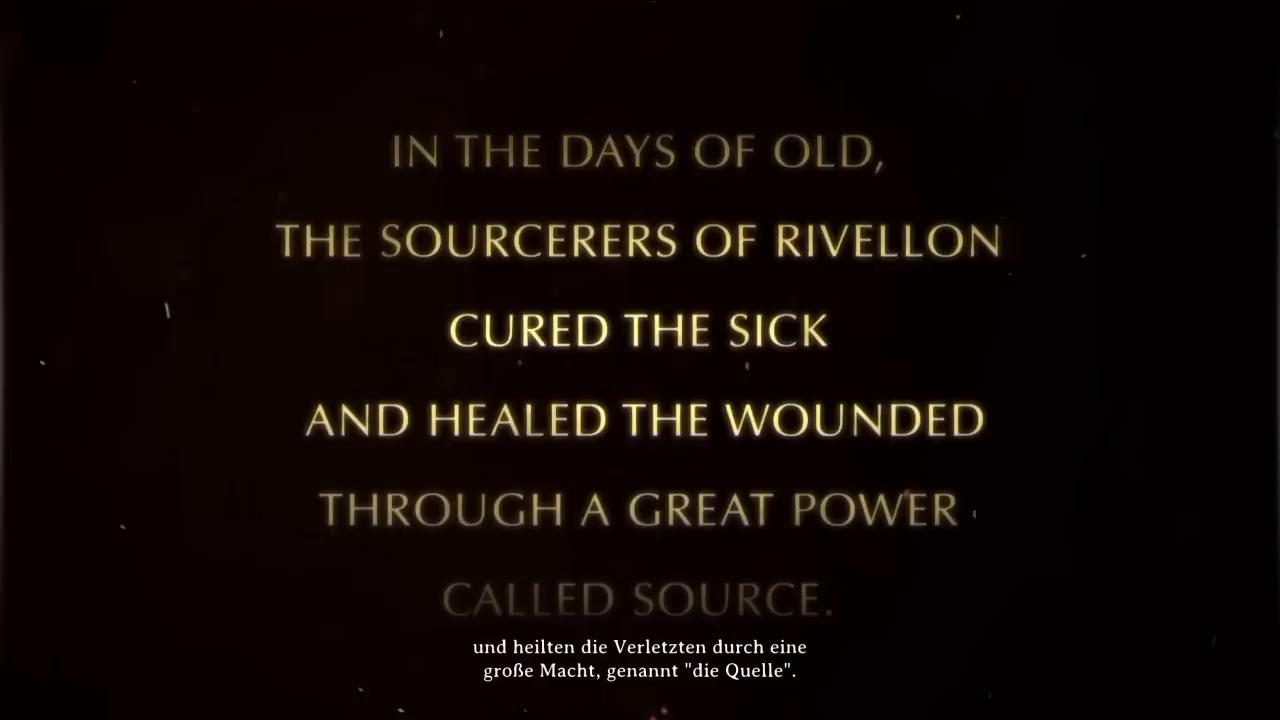 IN THE DAYS OF OLD,
THE SOURCERERS OF RIVELLON
CURED THE SICK
AND HEALED THE WOUNDED
THROUGH A GREAT POWER
CALLED SOURCE.
und heilten die Verletzten durch eine
große Macht, genannt "die Quelle".